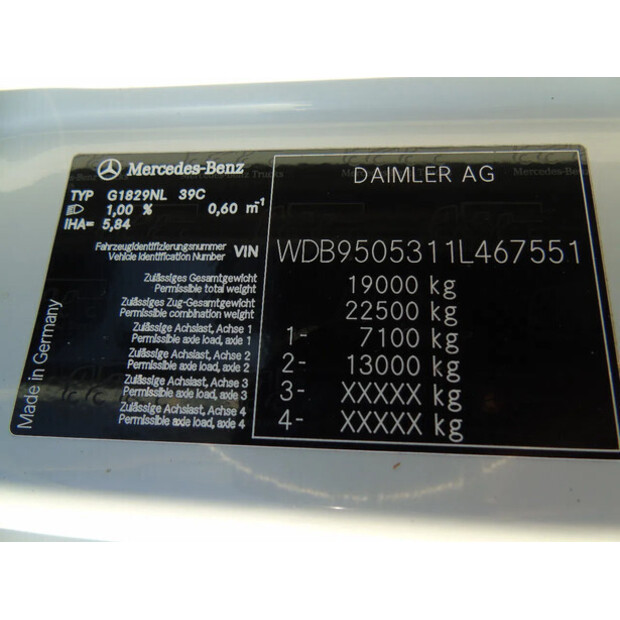 Mercedes-Benz
TYP G1829NL 39C
1,00 % 0,60 m⁻¹
IHA= 5,84
DAIMLER AG
Fahrzeugidentifizierungsnummer
Vehicle Identification Number VIN WDB9505311L467551
Zulässiges Gesamtgewicht
Permissible total weight 19000 kg
Zulässiges Zug-Gesamtgewicht
Permissible combination weight 22500 kg
Zulässige Achslast, Achse 1
Permissible axle load, axle 1 1- 7100 kg
Zulässige Achslast, Achse 2
Permissible axle load, axle 2 2- 13000 kg
Zulässige Achslast, Achse 3
Permissible axle load, axle 3 3- XXXXX kg
Zulässige Achslast, Achse 4
Permissible axle load, axle 4 4- XXXXX kg
Made in Germany